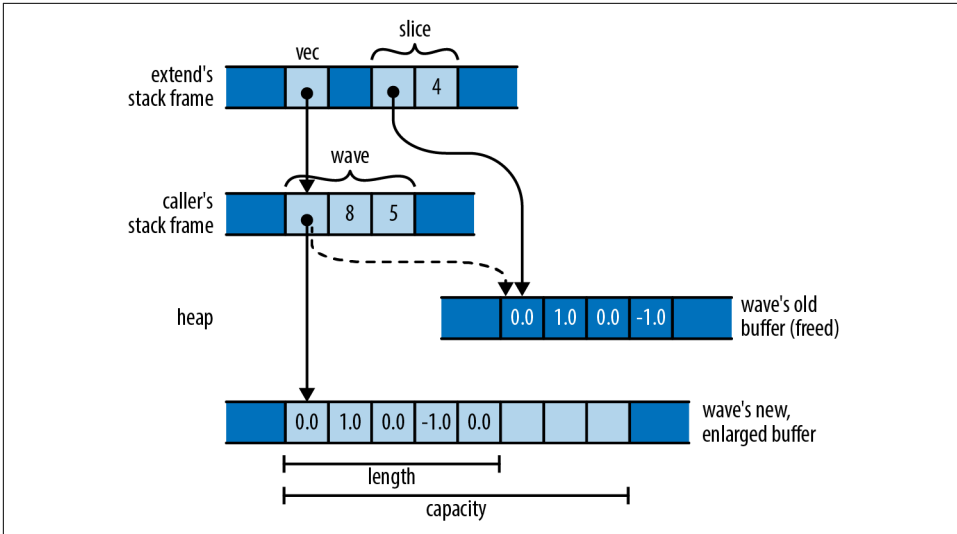 slice
vec
extend's
stack frame
4
wave
caller's
stack frame
8 5
heap
0.0 1.0 0.0 -1.0
wave's old
buffer (freed)
0.0 1.0 0.0 -1.0 0.0
wave's new,
enlarged buffer
length
capacity